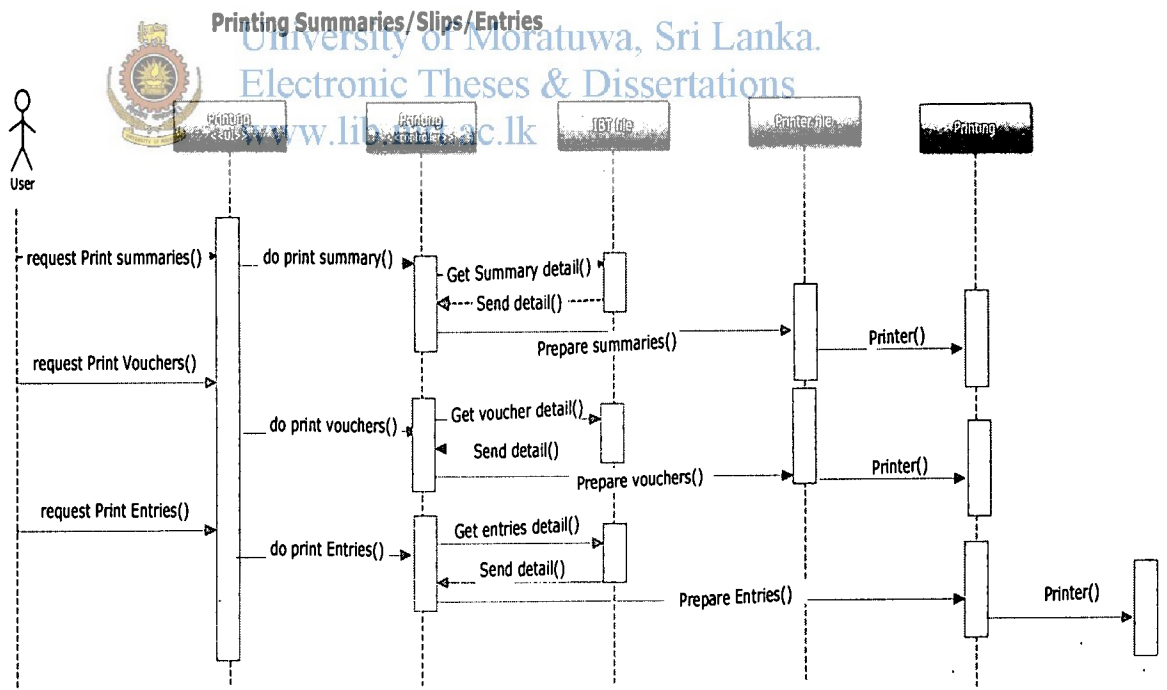 Printing Summaries/Slips/Entries
University of Moratuwa, Sri Lanka.
Electronic Theses & Dissertations
www.lib.mrt.ac.lk
Printing
Printing
IBT file
Printer file
Printing
User
request Print summaries()
do print summary()
Get Summary detail()
Send detail()
Prepare summaries()
Printer()
request Print Vouchers()
do print vouchers()
Get voucher detail()
Send detail()
Prepare vouchers()
Printer()
request Print Entries()
do print Entries()
Get entries detail()
Send detail()
Prepare Entries()
Printer()